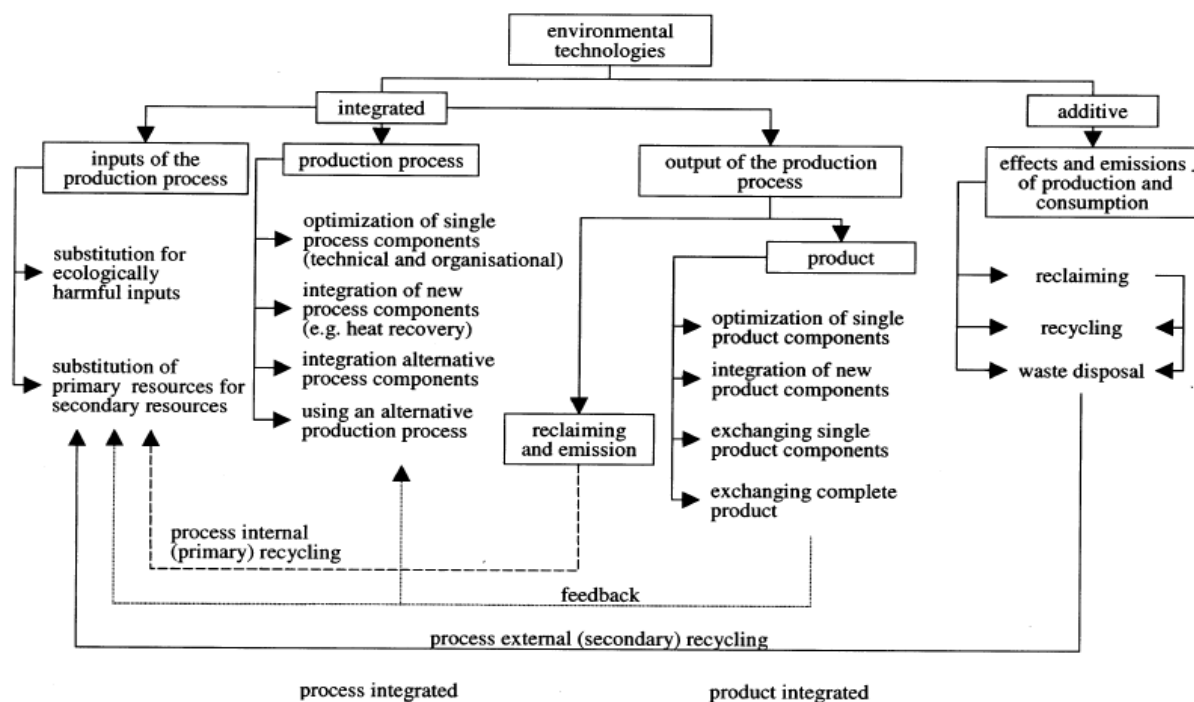 environmental
technologies
integrated
additive
inputs of the
production process
production process
output of the production
process
effects and emissions
of production and
consumption
substitution for
ecologically
harmful inputs
substitution of
primary resources for
secondary resources
optimization of single
process components
(technical and organisational)
integration of new
process components
(e.g. heat recovery)
integration alternative
process components
using an alternative
production process
reclaiming
and emission
product
optimization of single
product components
integration of new
product components
exchanging single
product components
exchanging complete
product
reclaiming
recycling
waste disposal
process internal
(primary) recycling
feedback
process external (secondary) recycling
process integrated
product integrated